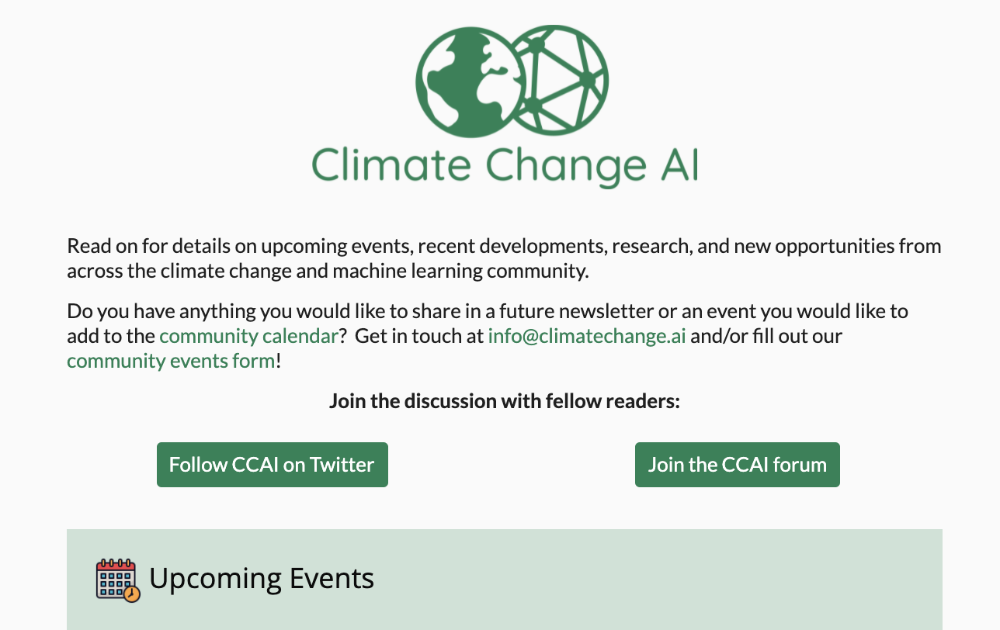 Climate Change AI
Read on for details on upcoming events, recent developments, research, and new opportunities from
across the climate change and machine learning community.
Do you have anything you would like to share in a future newsletter or an event you would like to
add to the community calendar?  Get in touch at info@climatechange.ai and/or fill out our
community events form!
Join the discussion with fellow readers:
Follow CCAI on Twitter
Join the CCAI forum
Upcoming Events